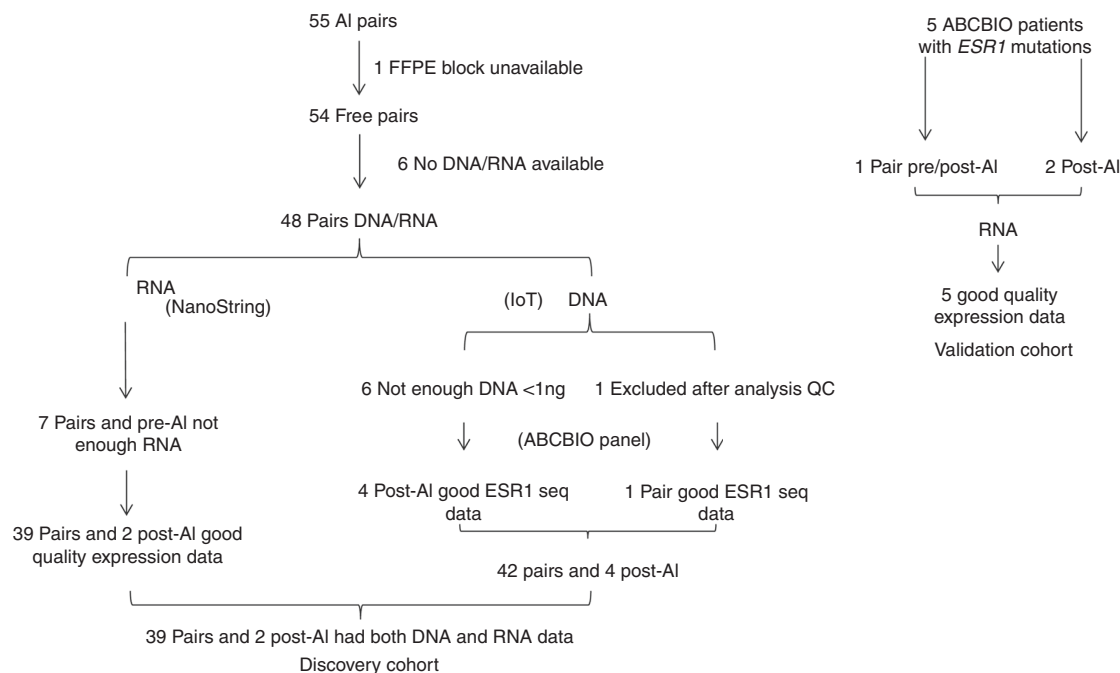 55 AI pairs
1 FFPE block unavailable
54 Free pairs
6 No DNA/RNA available
48 Pairs DNA/RNA
RNA
(NanoString)
7 Pairs and pre-AI not
enough RNA
39 Pairs and 2 post-AI good
quality expression data
(IoT) DNA
6 Not enough DNA <1ng
1 Excluded after analysis QC
(ABCBIO panel)
4 Post-AI good ESR1 seq
data
1 Pair good ESR1 seq
data
42 pairs and 4 post-AI
39 Pairs and 2 post-AI had both DNA and RNA data
Discovery cohort
5 ABCBIO patients
with ESR1 mutations
1 Pair pre/post-AI
2 Post-AI
RNA
5 good quality
expression data
Validation cohort